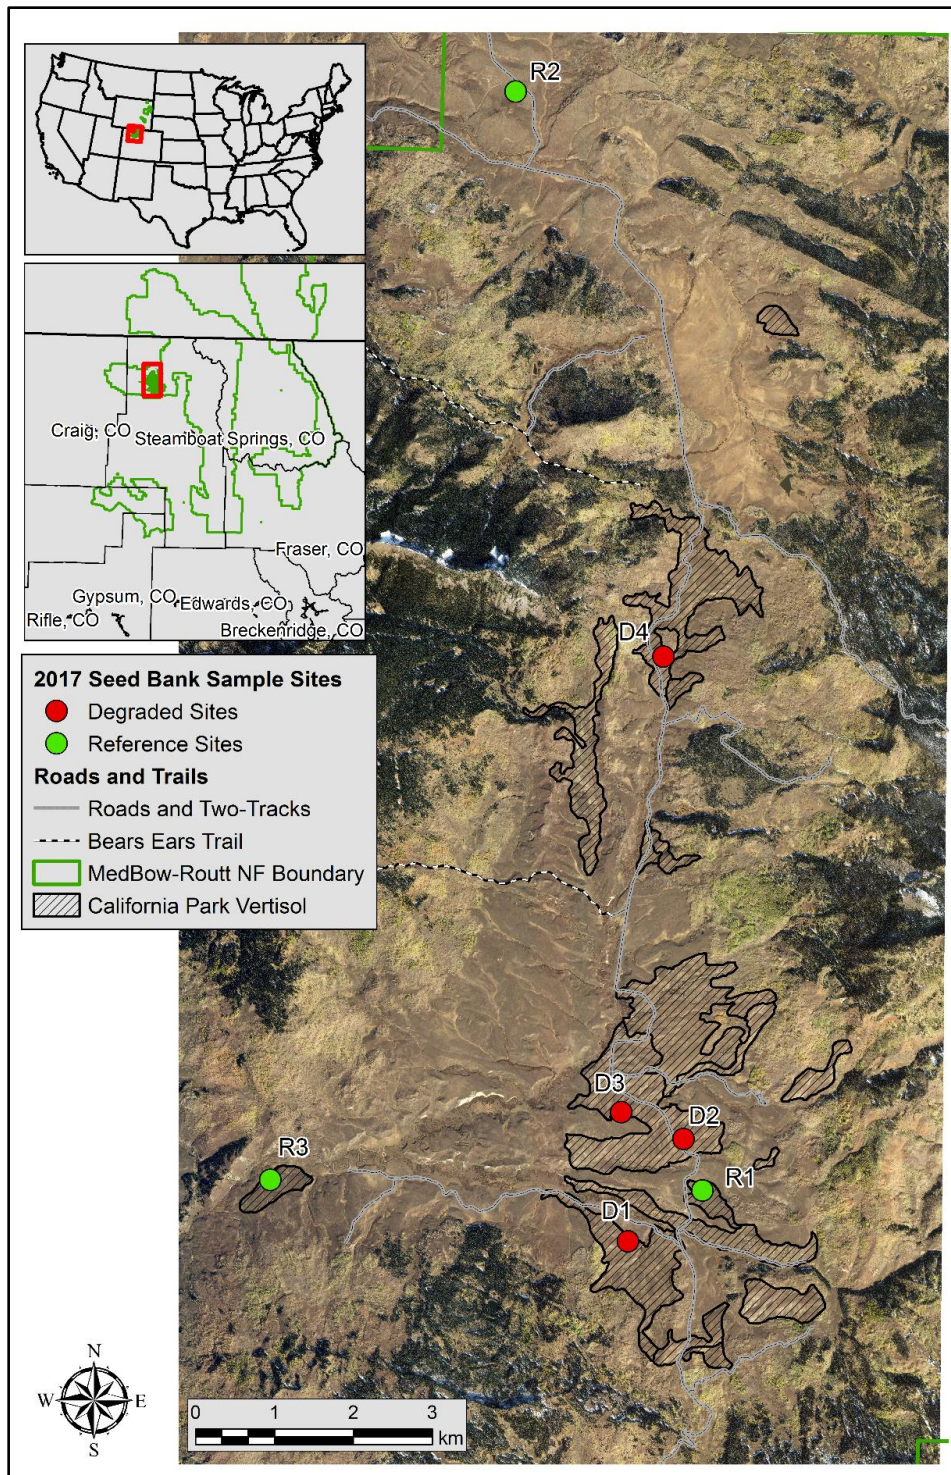 R2
Craig, CO
Steamboat Springs, CO
Fraser, CO
Gypsum, CO
Edwards, CO
Rifle, CO
Breckenridge, CO
D4
2017 Seed Bank Sample Sites
Degraded Sites
Reference Sites
Roads and Trails
Roads and Two-Tracks
Bears Ears Trail
MedBow-Routt NF Boundary
California Park Vertisol
D3
D2
R3
R1
D1
N
W
E
S
0 1 2 3
km